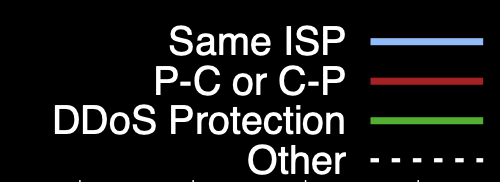 Same ISP
P-C or C-P
DDoS Protection
Other